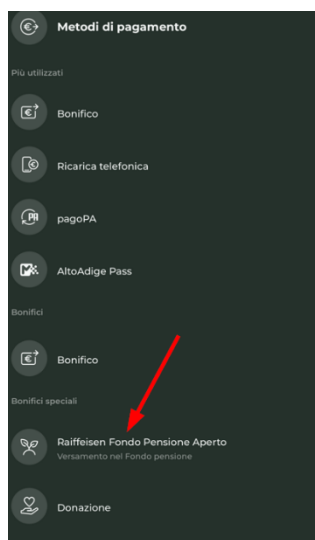 Metodi di pagamento
Più utilizzati
Bonifico
Ricarica telefonica
PA
pagoPA
AltoAdige Pass
Bonifici
Bonifico
Bonifici speciali
Raiffeisen Fondo Pensione Aperto
Versamento nel Fondo pensione
Donazione